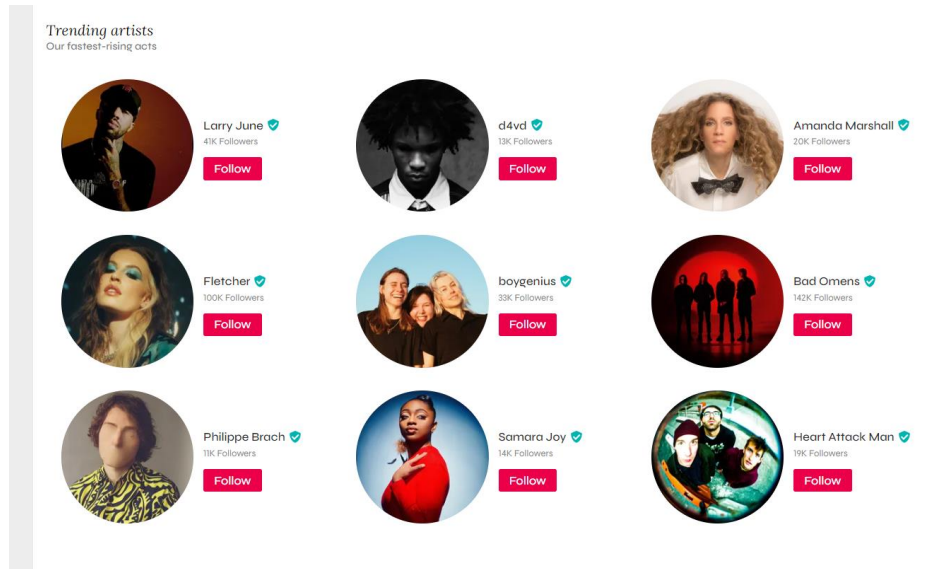 Trending artists
Our fastest-rising acts
Larry June
41K Followers
Follow
d4vd
13K Followers
Follow
Amanda Marshall
20K Followers
Follow
Fletcher
100K Followers
Follow
boygenius
33K Followers
Follow
Bad Omens
142K Followers
Follow
Philippe Brach
11K Followers
Follow
Samara Joy
14K Followers
Follow
Heart Attack Man
19K Followers
Follow